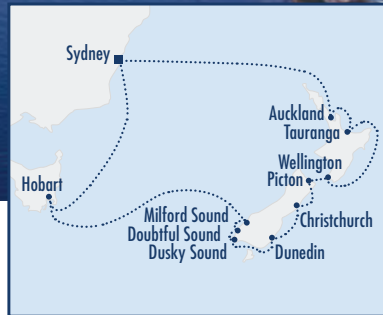 Sydney
Auckland
Tauranga
Wellington
Picton
Hobart
Milford Sound
Christchurch
Doubtful Sound
Dusky Sound
Dunedin